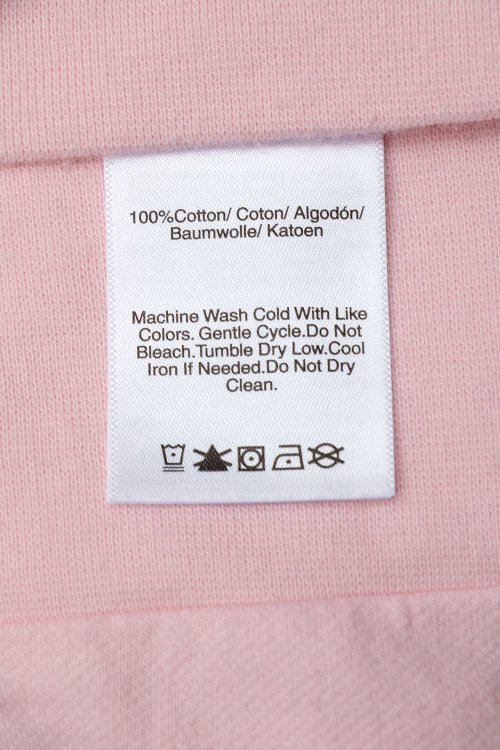 100%Cotton/ Coton/ Algodón/
Baumwolle/ Katoen
Machine Wash Cold With Like
Colors. Gentle Cycle.Do Not
Bleach.Tumble Dry Low.Cool
Iron If Needed.Do Not Dry
Clean.